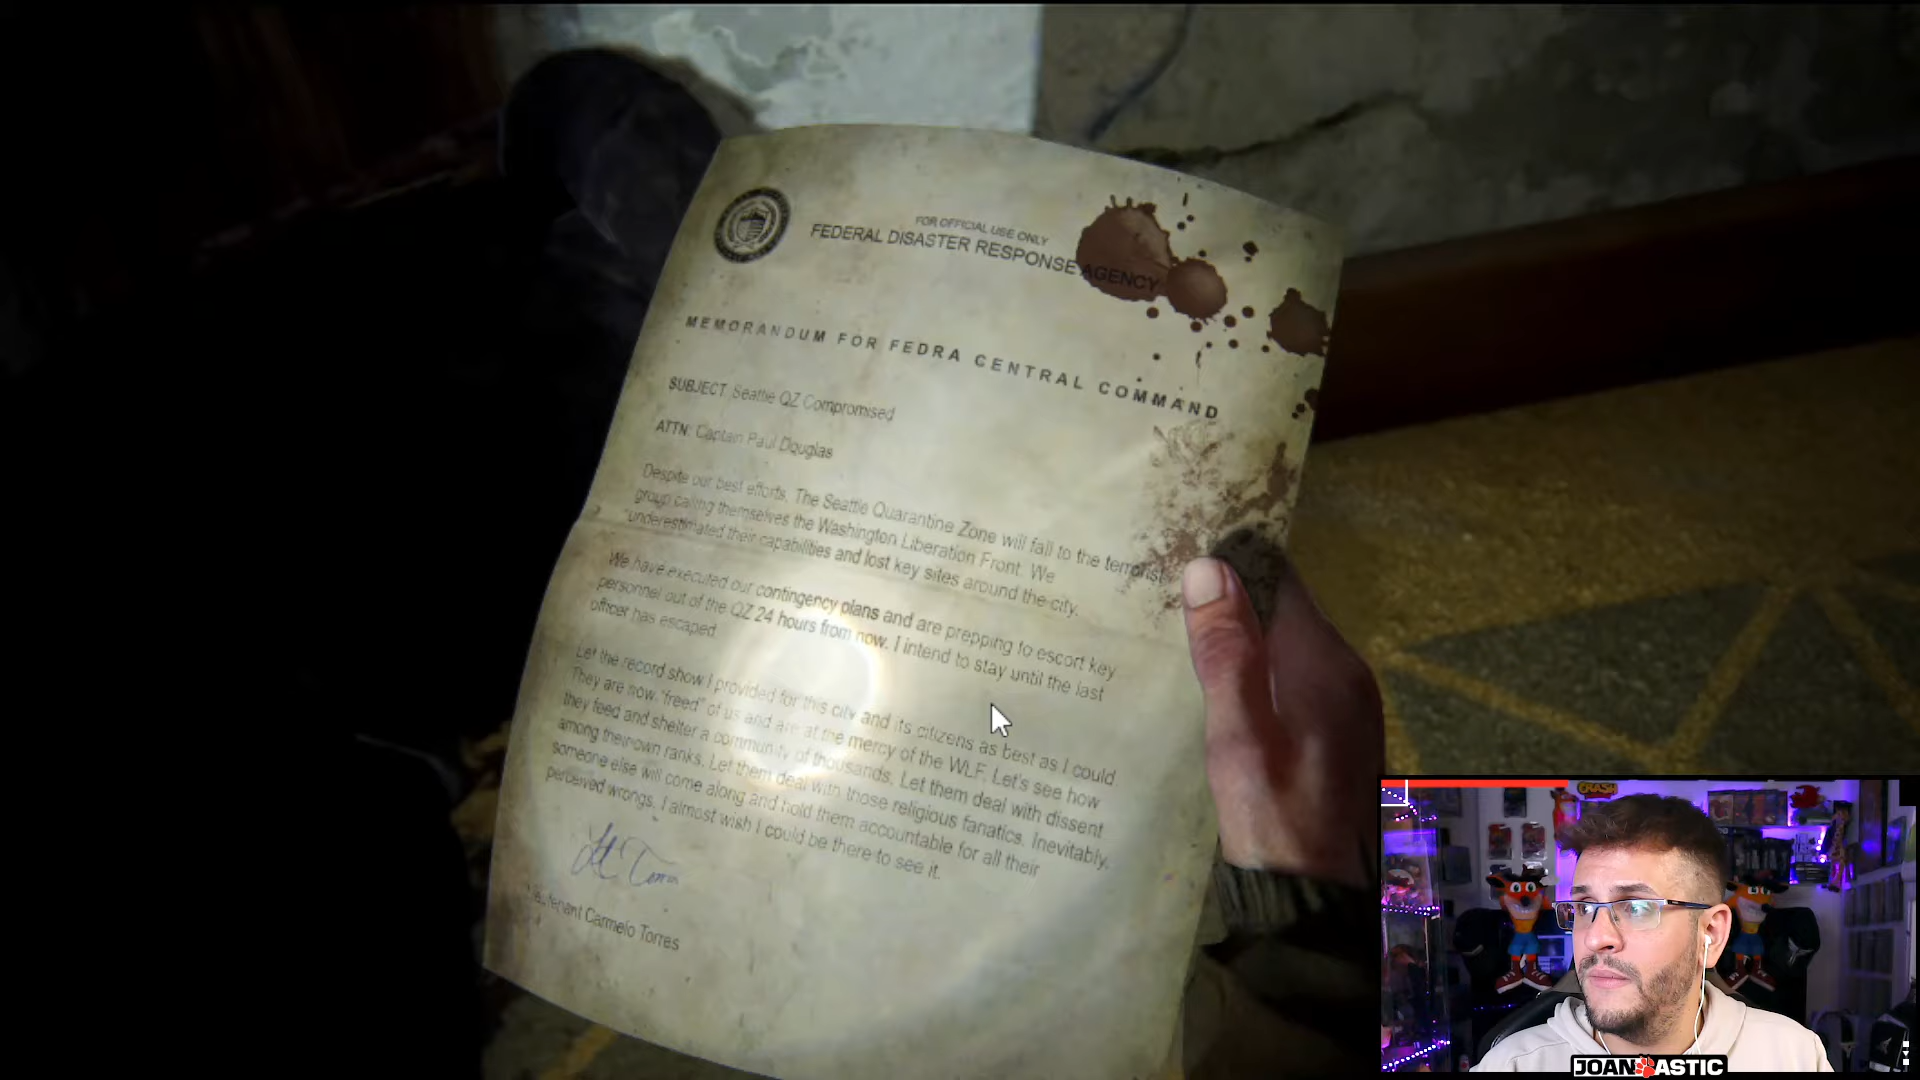 FOR OFFICIAL USE ONLY
FEDERAL DISASTER RESPONSE AGENCY
MEMORANDUM FOR FEDRA CENTRAL COMMAND
SUBJECT: Seattle QZ Compromised
ATTN: Captain Paul Douglas
Despite our best efforts, The Seattle Quarantine Zone will fall to the terrorist
group calling themselves the Washington Liberation Front. We
underestimated their capabilities and lost key sites around the city.
We have executed our contingency plans and are prepping to escort key
personnel out of the QZ 24 hours from now. I intend to stay until the last
officer has escaped.
Let the record show I provided for this city and its citizens as best as I could.
They are now "freed" of us and are at the mercy of the WLF. Let's see how
they feed and shelter a community of thousands. Let them deal with dissent
among their own ranks. Let them deal with those religious fanatics. Inevitably,
someone else will come along and hold them accountable for all their
perceived wrongs. I almost wish I could be there to see it.
Lt Torres
Lieutenant Carmelo Torres
CRASH
JOANTASTIC